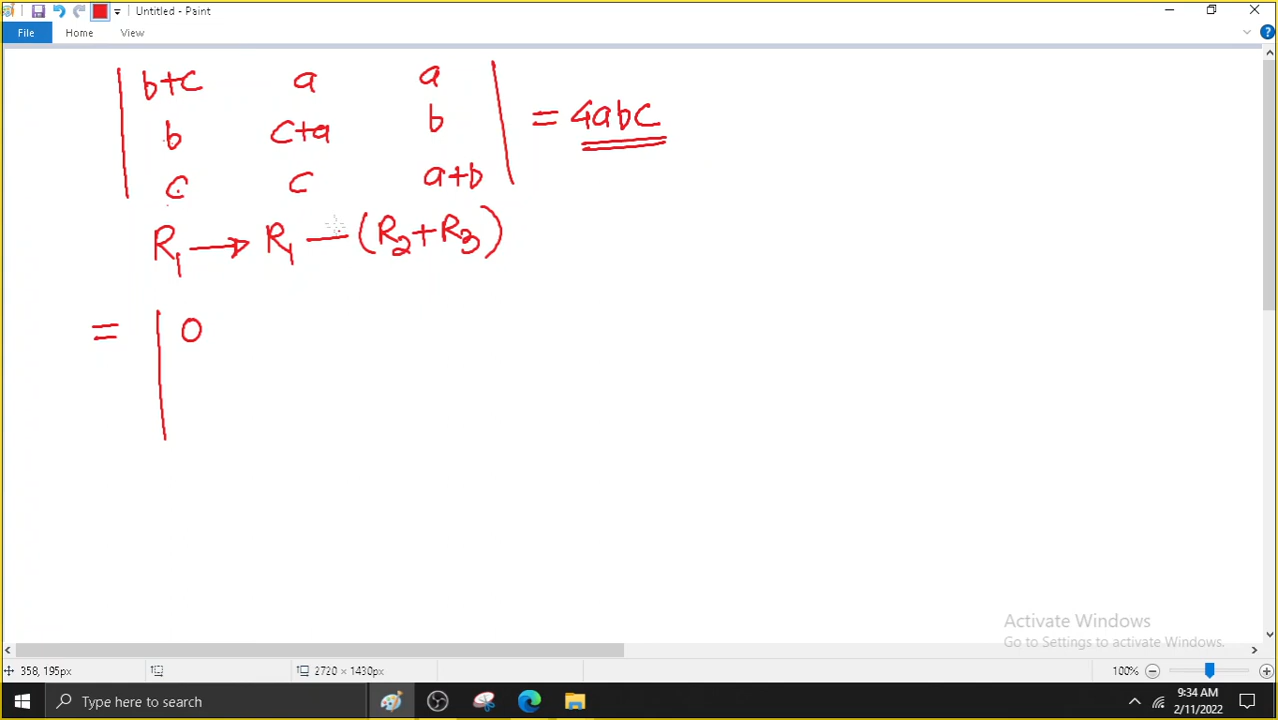 Untitled - Paint
File Home View
b+c a a
b c+a b = 4abc
c c a+b
R₁ → R₁ — (R₂+R₃)
= | 0
Activate Windows
Go to Settings to activate Windows.
358, 195px 2720 × 1430px 100%
Type here to search
9:34 AM
2/11/2022